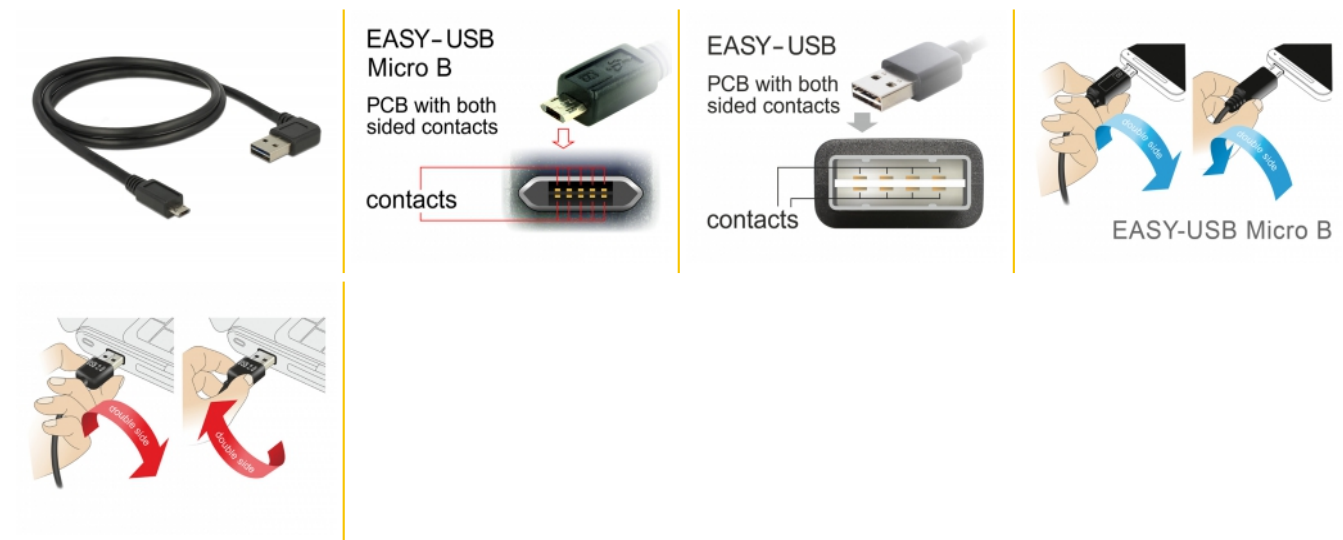 EASY-USB
Micro B
PCB with both
sided contacts
contacts
EASY-USB
PCB with both
sided contacts
contacts
double side
double side
EASY-USB Micro B
double side
double side